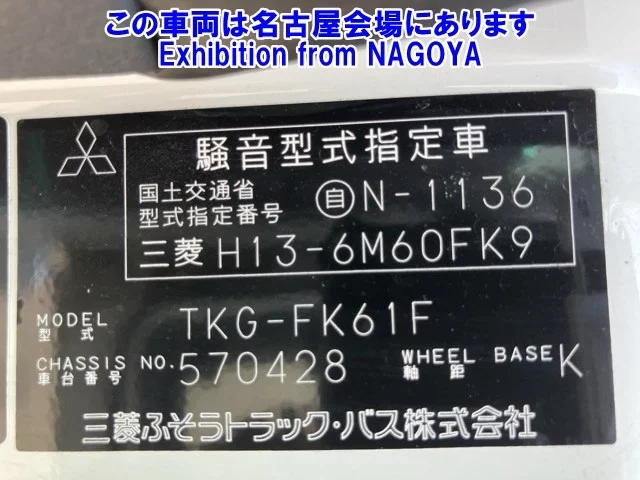 この車両は名古屋会場にあります
Exhibition from NAGOYA
騒音型式指定車
国土交通省
型式指定番号 自N-1136
三菱 H13-6M60FK9
MODEL
型式 TKG-FK61F
CHASSIS NO. 570428 WHEEL BASE K
車台番号 軸距
三菱ふそうトラック・バス株式会社